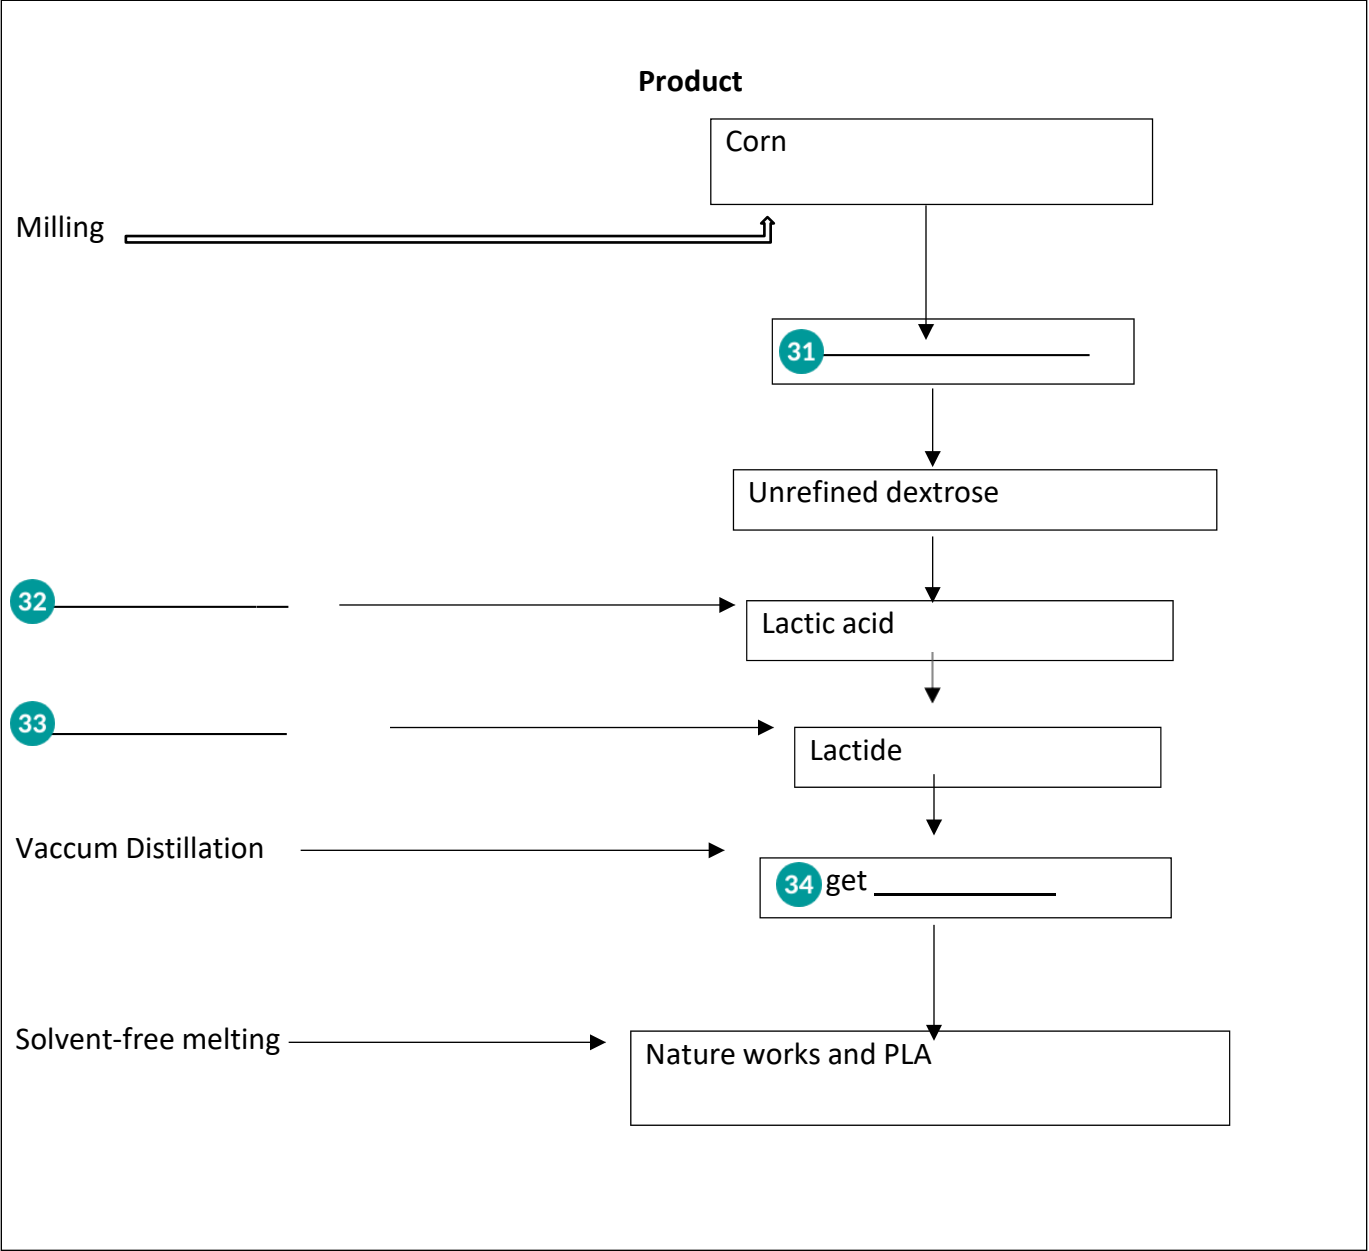 Product
Corn
Milling
31
Unrefined dextrose
32
Lactic acid
33
Lactide
Vaccum Distillation
34 get
Solvent-free melting
Nature works and PLA